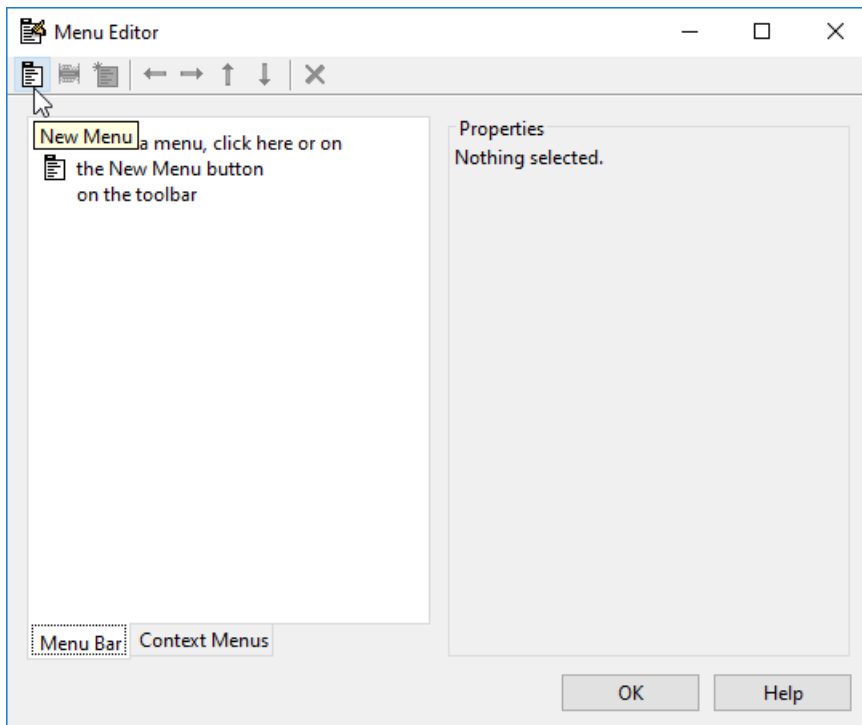 Menu Editor
New Menu
a menu, click here or on
the New Menu button
on the toolbar
Properties
Nothing selected.
Menu Bar
Context Menus
OK
Help